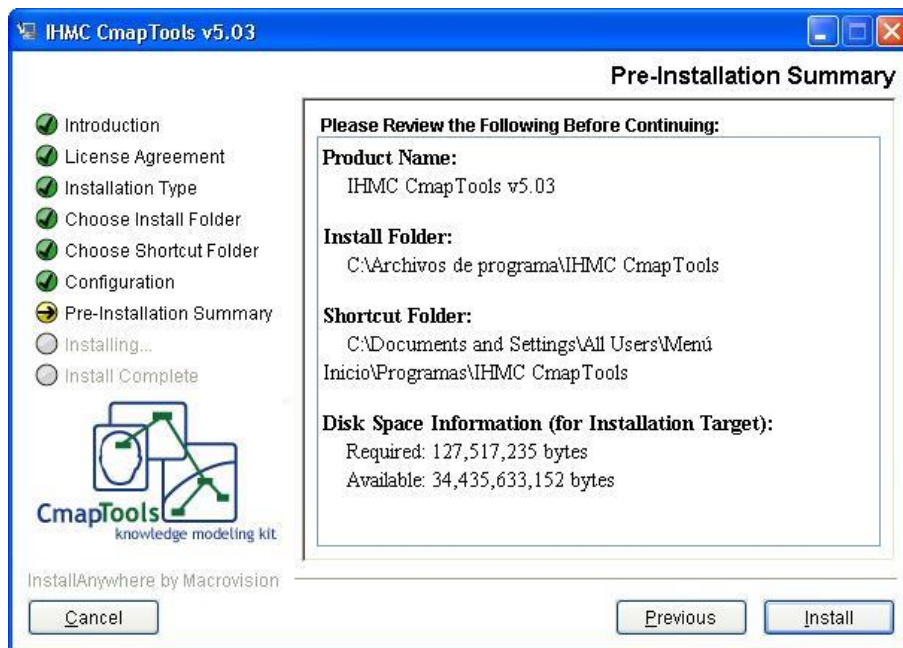 IHMC CmapTools v5.03
Pre-Installation Summary
Introduction
License Agreement
Installation Type
Choose Install Folder
Choose Shortcut Folder
Configuration
Pre-Installation Summary
Installing...
Install Complete
CmapTools
knowledge modeling kit
Please Review the Following Before Continuing:
Product Name:
IHMC CmapTools v5.03
Install Folder:
C:\Archivos de programa\IHMC CmapTools
Shortcut Folder:
C:\Documents and Settings\All Users\Menú
Inicio\Programas\IHMC CmapTools
Disk Space Information (for Installation Target):
Required: 127,517,235 bytes
Available: 34,435,633,152 bytes
InstallAnywhere by Macrovision
Cancel
Previous
Install